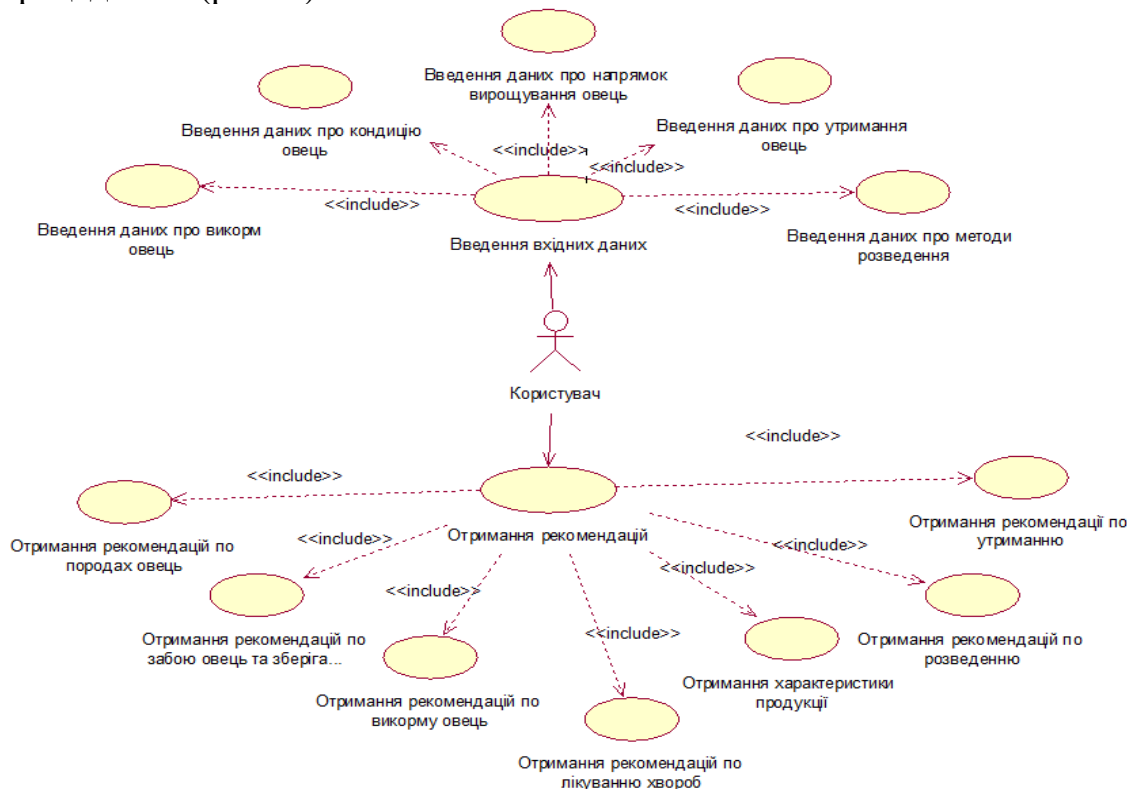 Введення даних про напрямок
вирощування овець
Введення даних про кондицію
овець
Введення даних про утримання
овець
<<include>>
<<include>>
<<include>>
<<include>>
Введення даних про викорм
овець
Введення вхідних даних
Введення даних про методи
розведення
Користувач
<<include>>
<<include>>
Отримання рекомендацій по
породах овець
<<include>>
Отримання рекомендацій
<<include>>
Отримання рекомендації по
утриманню
<<include>>
<<include>>
<<include>>
Отримання рекомендацій по
забою овець та зберіга...
Отримання рекомендацій по
викорму овець
Отримання характеристики
продукції
Отримання рекомендацій по
розведенню
Отримання рекомендацій по
лікуванню хвороб